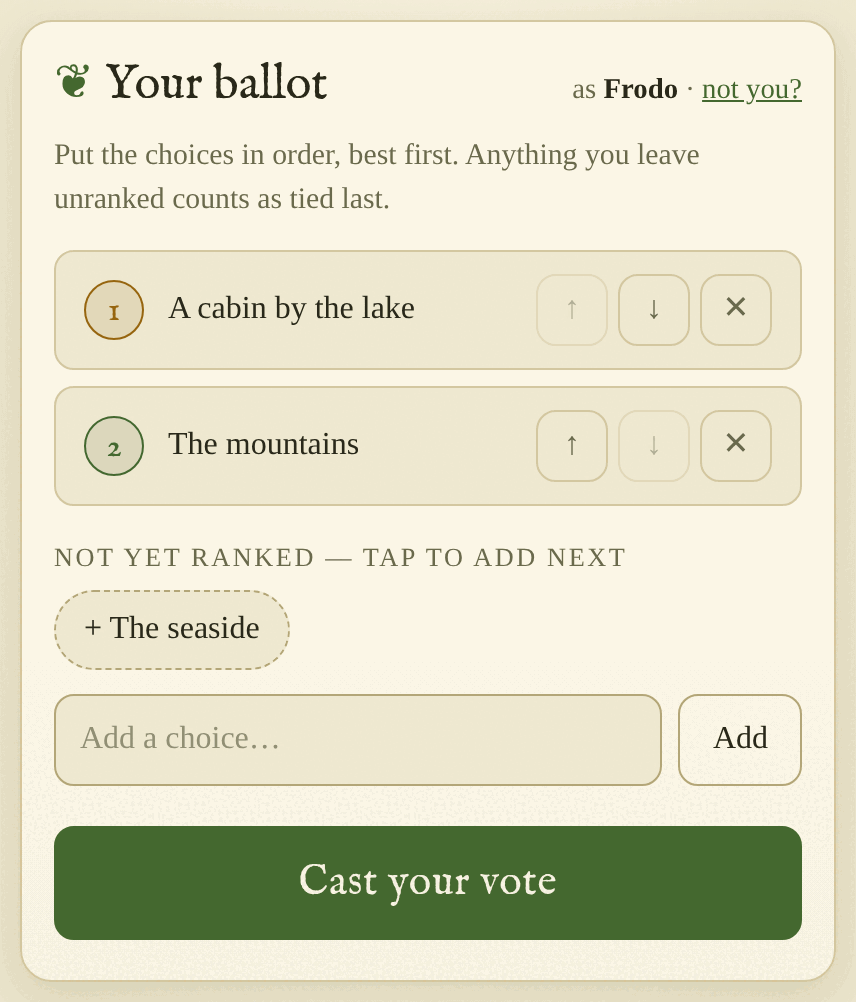 ❦ Your ballot
as Frodo · not you?
Put the choices in order, best first. Anything you leave
unranked counts as tied last.
1 A cabin by the lake ↑ ↓ ✕
2 The mountains ↑ ↓ ✕
NOT YET RANKED — TAP TO ADD NEXT
+ The seaside
Add a choice… Add
Cast your vote